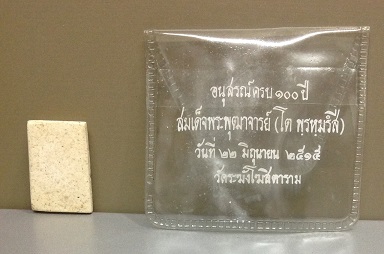 อนุสรณ์ครบ ๑๐๐ ปี
สมเด็จพระพุฒาจารย์ (โต พฺรหฺมรํสี)
วันที่ ๒๒ มิถุนายน ๒๕๑๕
วัดระฆังโฆสิตาราม